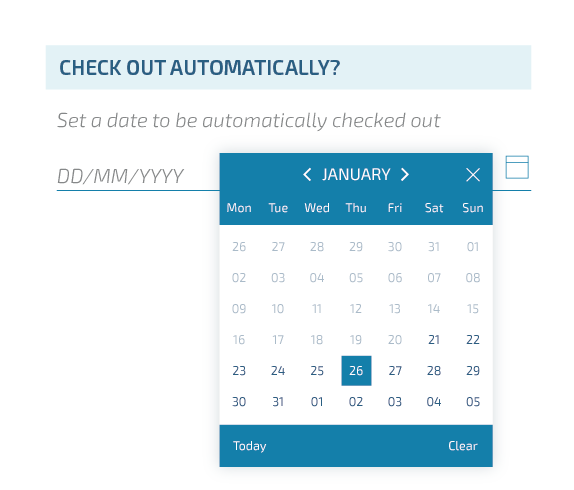 CHECK OUT AUTOMATICALLY?
Set a date to be automatically checked out
DD/MM/YYYY
JANUARY
Mon Tue Wed Thu Fri Sat Sun
26 27 28 29 30 31 01
02 03 04 05 06 07 08
09 10 11 12 13 14 15
16 17 18 19 20 21 22
23 24 25 26 27 28 29
30 31 01 02 03 04 05
Today Clear